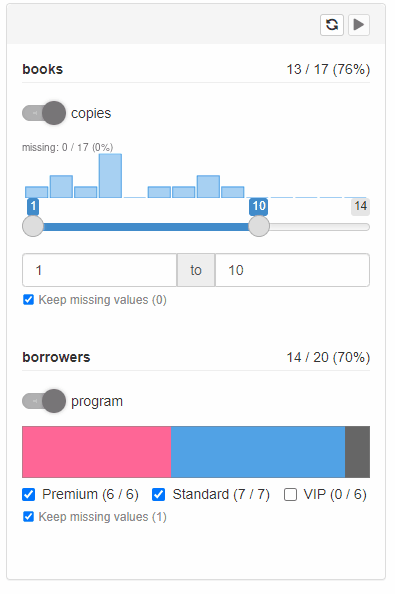 books 13 / 17 (76%)
copies
missing: 0 / 17 (0%)
1 10 14
1 to 10
Keep missing values (0)
borrowers 14 / 20 (70%)
program
Premium (6 / 6) Standard (7 / 7) VIP (0 / 6)
Keep missing values (1)